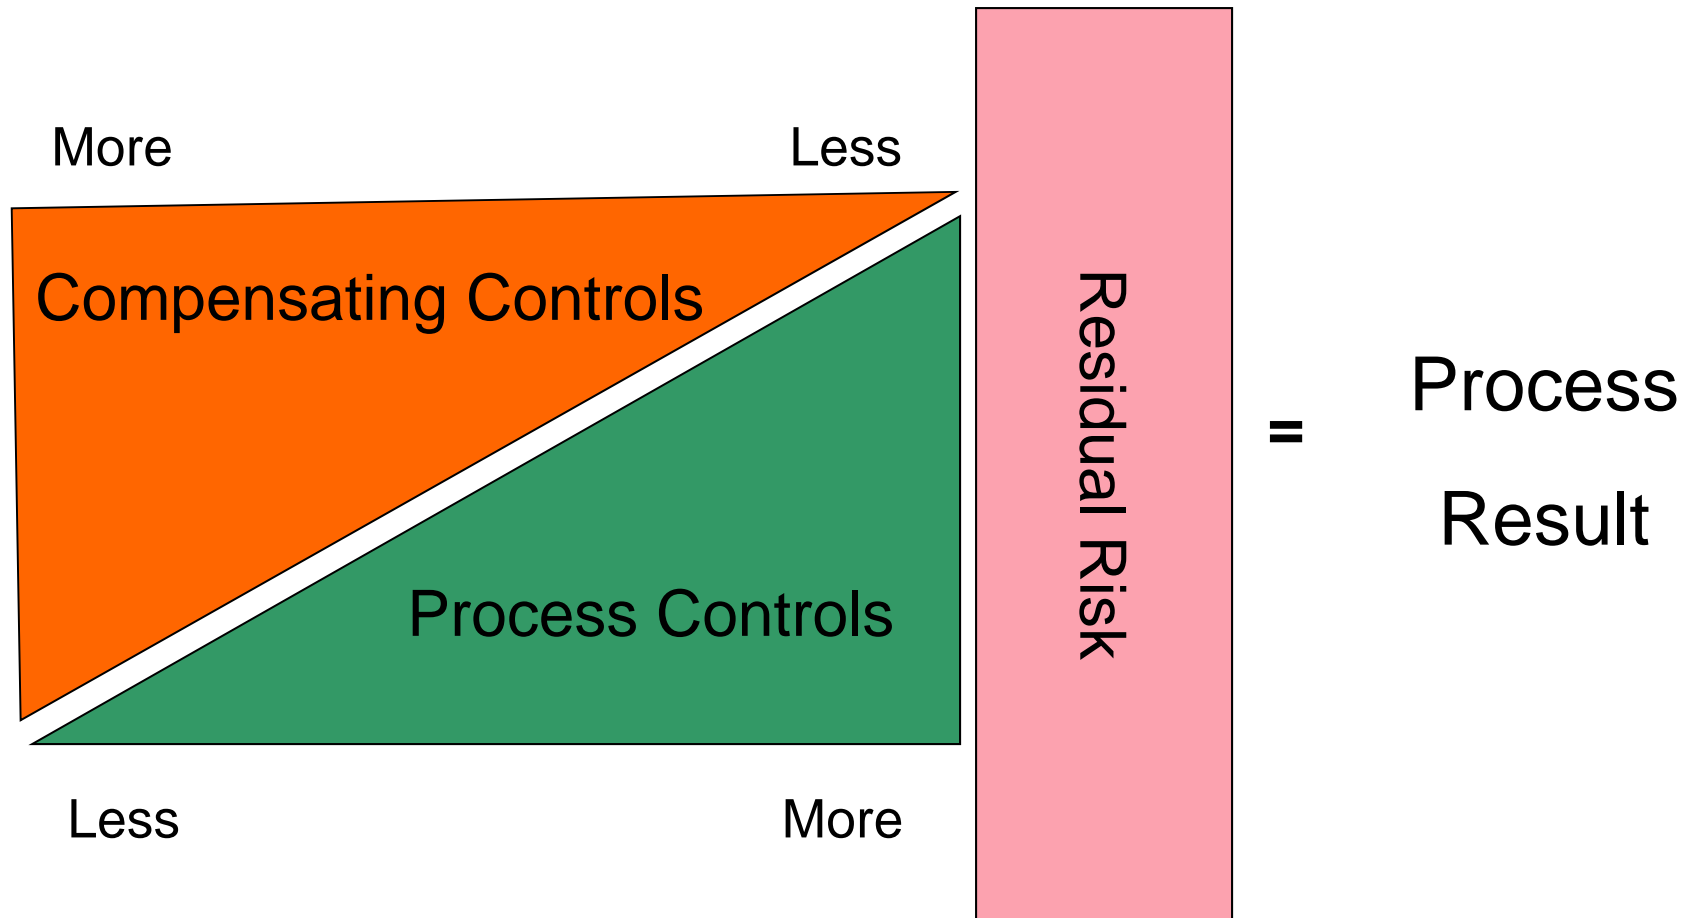 More
Less
Compensating Controls
Process Controls
Less
More
Residual Risk
=
Process
Result